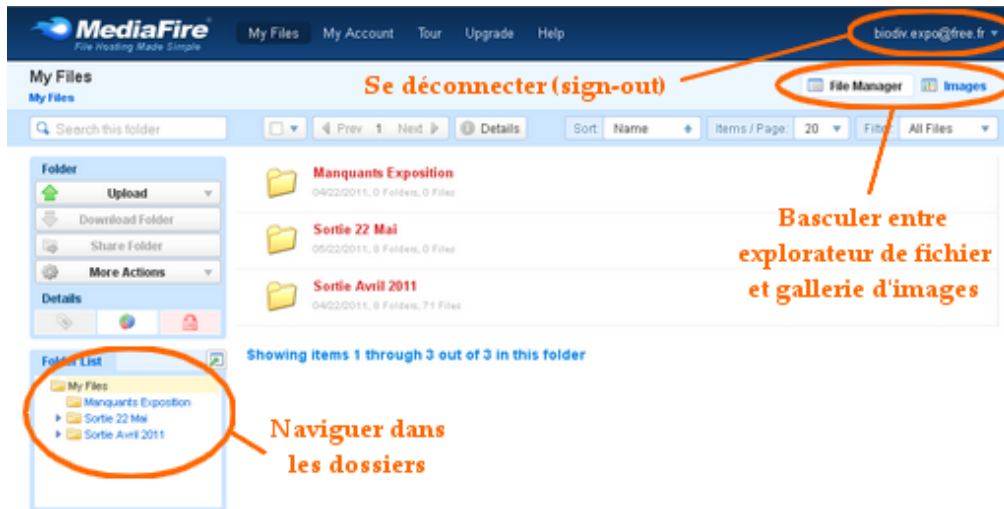 MediaFire
File Hosting Made Simple
My Files My Account Tour Upgrade Help
biodiv.expo@free.fr
My Files
My Files
Se déconnecter (sign-out)
File Manager Images
Search this folder
Prev 1 Next Details Sort: Name Items / Page: 20 Filter: All Files
Folder
Upload
Download Folder
Share Folder
More Actions
Details
Manquants Exposition
04/22/2011, 0 Folders, 0 Files
Sortie 22 Mai
05/22/2011, 8 Folders, 0 Files
Sortie Avril 2011
04/22/2011, 8 Folders, 71 Files
Basculer entre
explorateur de fichier
et gallerie d'images
Showing items 1 through 3 out of 3 in this folder
Folder List
My Files
Manquants Exposition
Sortie 22 Mai
Sortie Avril 2011
Naviguer dans
les dossiers